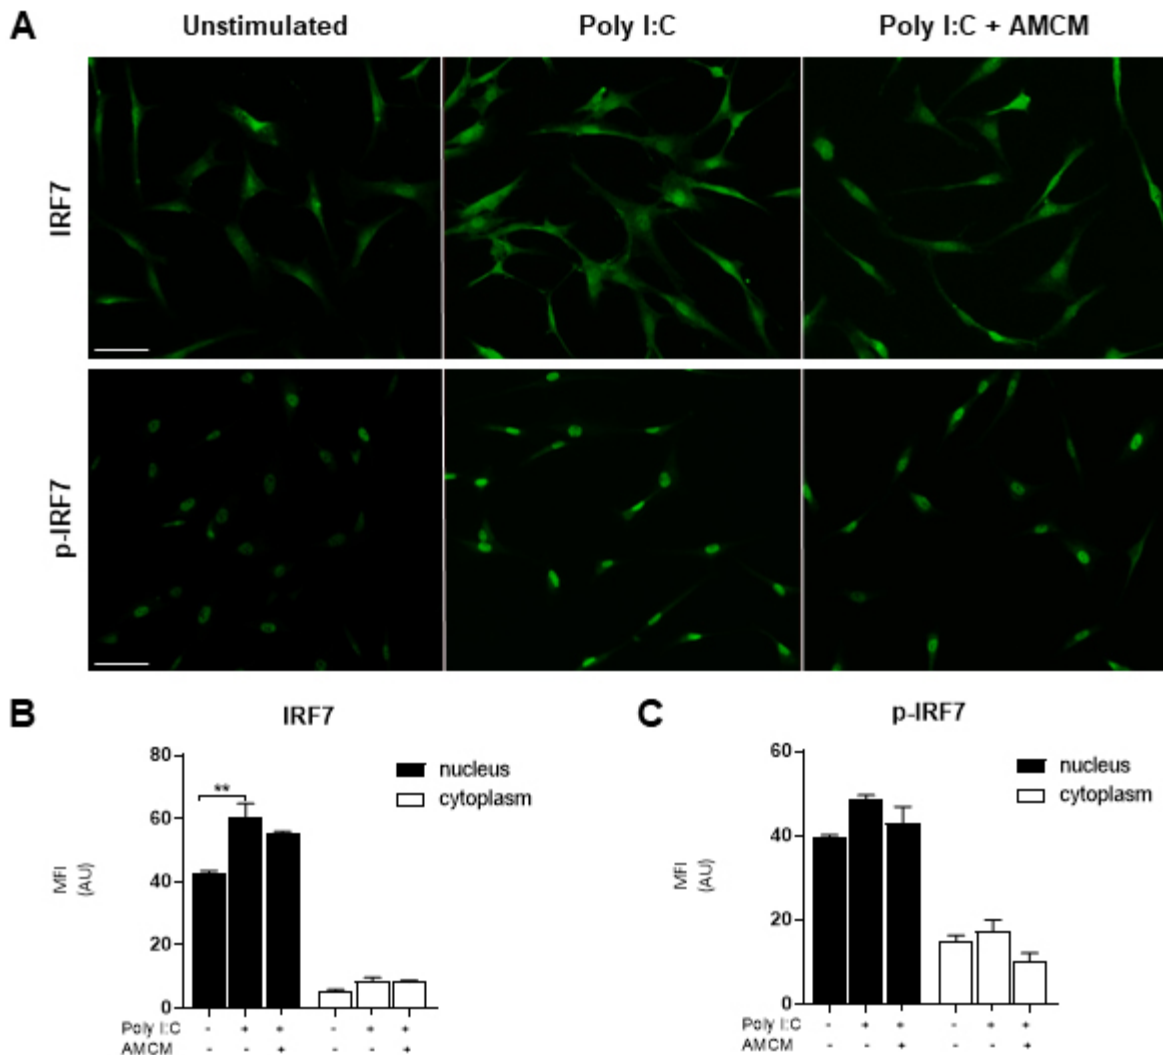 A
Unstimulated Poly I:C Poly I:C + AMCM
IRF7
p-IRF7
B
IRF7
80
60
40
20
0
MFI
(AU)
**
nucleus
cytoplasm
Poly I:C - + + - + +
AMCM - - + - - +
C
p-IRF7
60
40
20
0
MFI
(AU)
nucleus
cytoplasm
Poly I:C - + + - + +
AMCM - - + - - +